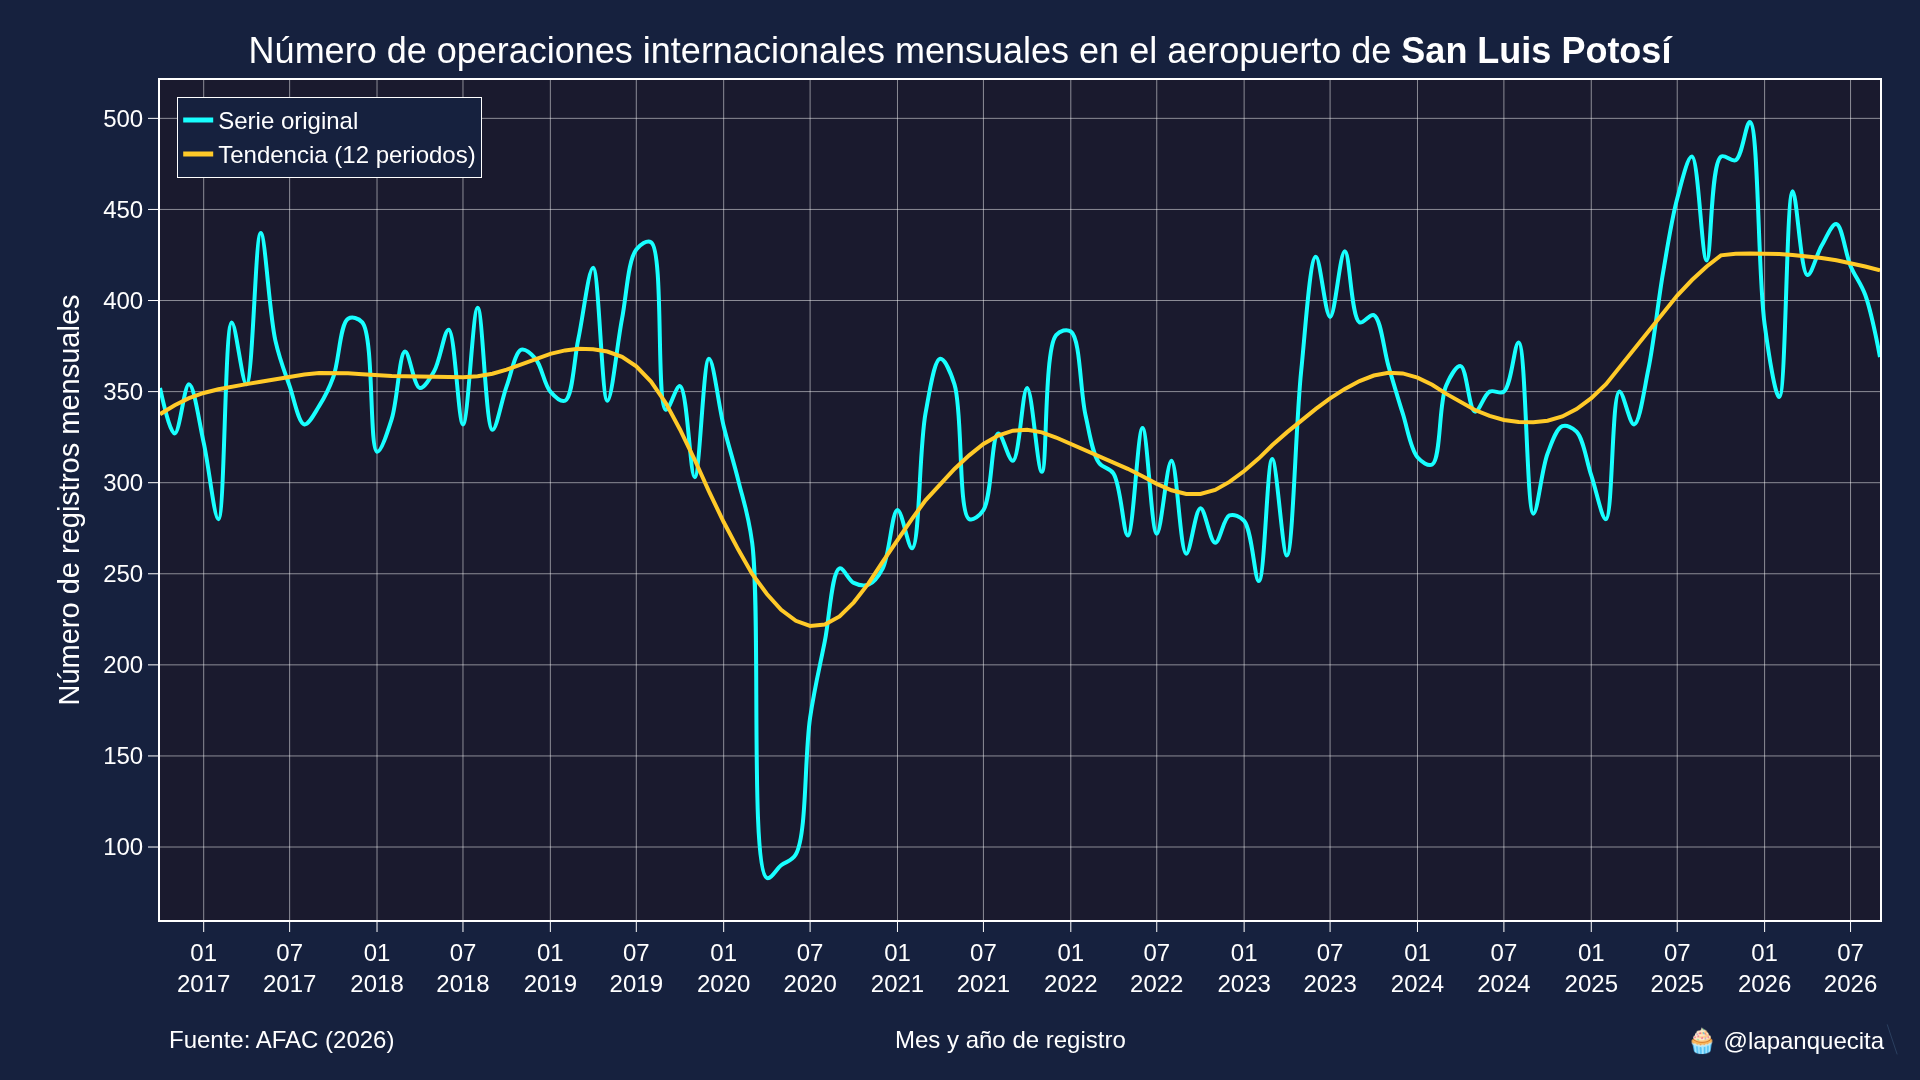 Número de operaciones internacionales mensuales en el aeropuerto de San Luis Potosí
Serie original
Tendencia (12 periodos)
Número de registros mensuales
500
450
400
350
300
250
200
150
100
01 07 01 07 01 07 01 07 01 07 01 07 01 07 01 07 01 07 01 07
2017 2017 2018 2018 2019 2019 2020 2020 2021 2021 2022 2022 2023 2023 2024 2024 2025 2025 2026 2026
Fuente: AFAC (2026)
Mes y año de registro
🧁 @lapanquecita